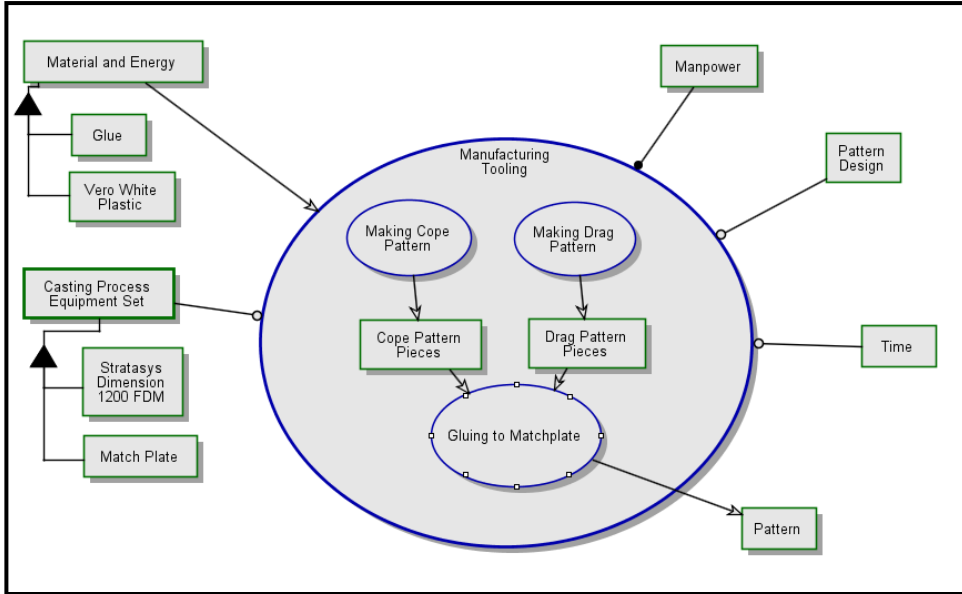 Material and Energy
Glue
Vero White
Plastic
Casting Process
Equipment Set
Stratasys
Dimension
1200 FDM
Match Plate
Manufacturing
Tooling
Making Cope
Pattern
Making Drag
Pattern
Cope Pattern
Pieces
Drag Pattern
Pieces
Gluing to Matchplate
Manpower
Pattern
Design
Time
Pattern